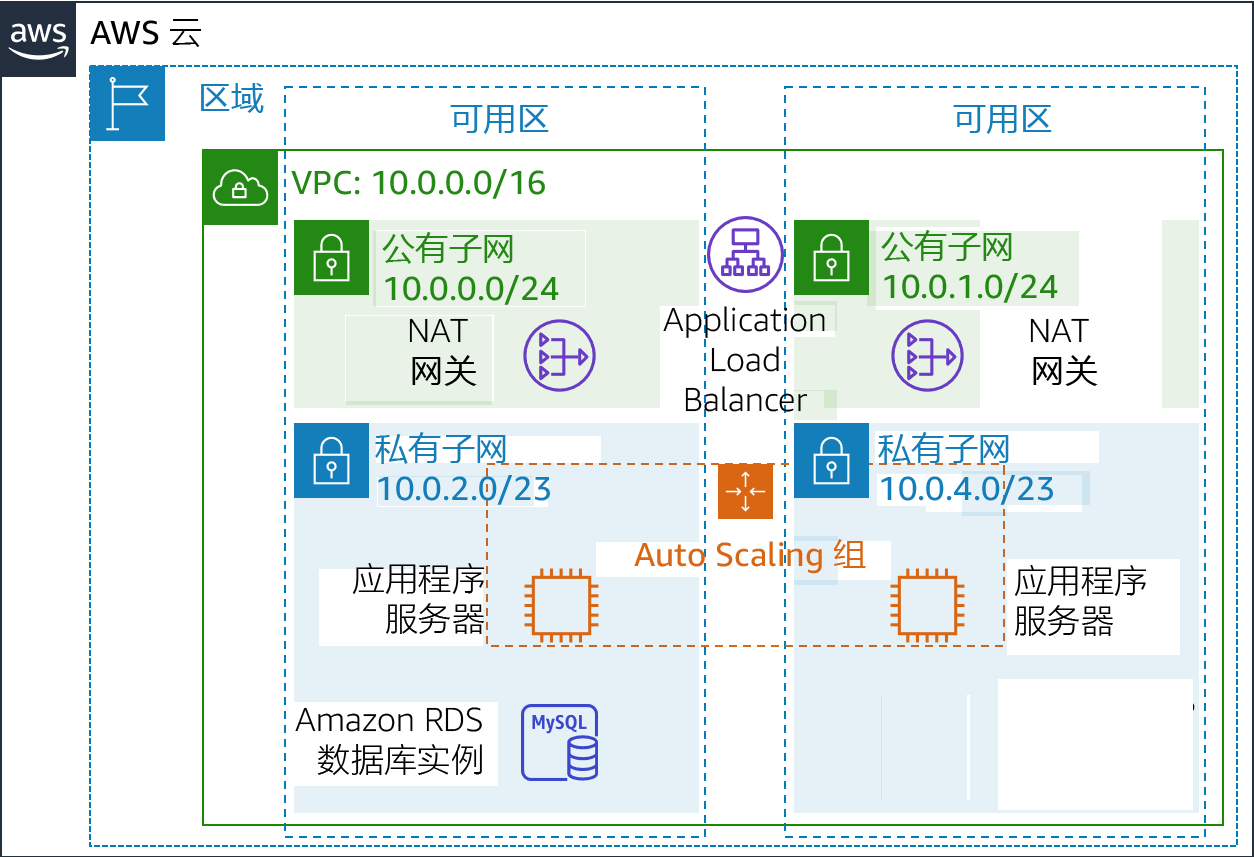 aws
AWS 云
区域
可用区
可用区
VPC: 10.0.0.0/16
公有子网
10.0.0.0/24
NAT
网关
Application
Load
Balancer
公有子网
10.0.1.0/24
NAT
网关
私有子网
10.0.2.0/23
私有子网
10.0.4.0/23
Auto Scaling 组
应用程序
服务器
应用程序
服务器
Amazon RDS
数据库实例
MySQL